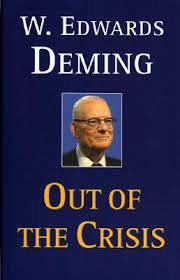 W. EDWARDS
DEMING
OUT OF
THE CRISIS